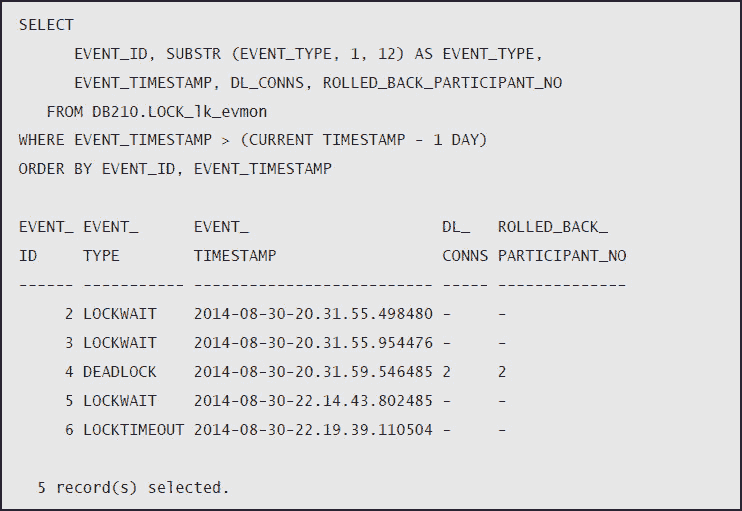 SELECT
EVENT_ID, SUBSTR (EVENT_TYPE, 1, 12) AS EVENT_TYPE,
EVENT_TIMESTAMP, DL_CONNS, ROLLED_BACK_PARTICIPANT_NO
FROM DB210.LOCK_lk_evmon
WHERE EVENT_TIMESTAMP > (CURRENT TIMESTAMP - 1 DAY)
ORDER BY EVENT_ID, EVENT_TIMESTAMP
EVENT_ EVENT_ EVENT_ DL_ ROLLED_BACK_
ID TYPE TIMESTAMP CONNS PARTICIPANT_NO
------ ----------- -------------------------- ----- --------------
2 LOCKWAIT 2014-08-30-20.31.55.498480 - -
3 LOCKWAIT 2014-08-30-20.31.55.954476 - -
4 DEADLOCK 2014-08-30-20.31.59.546485 2 2
5 LOCKWAIT 2014-08-30-22.14.43.802485 - -
6 LOCKTIMEOUT 2014-08-30-22.19.39.110504 - -
5 record(s) selected.